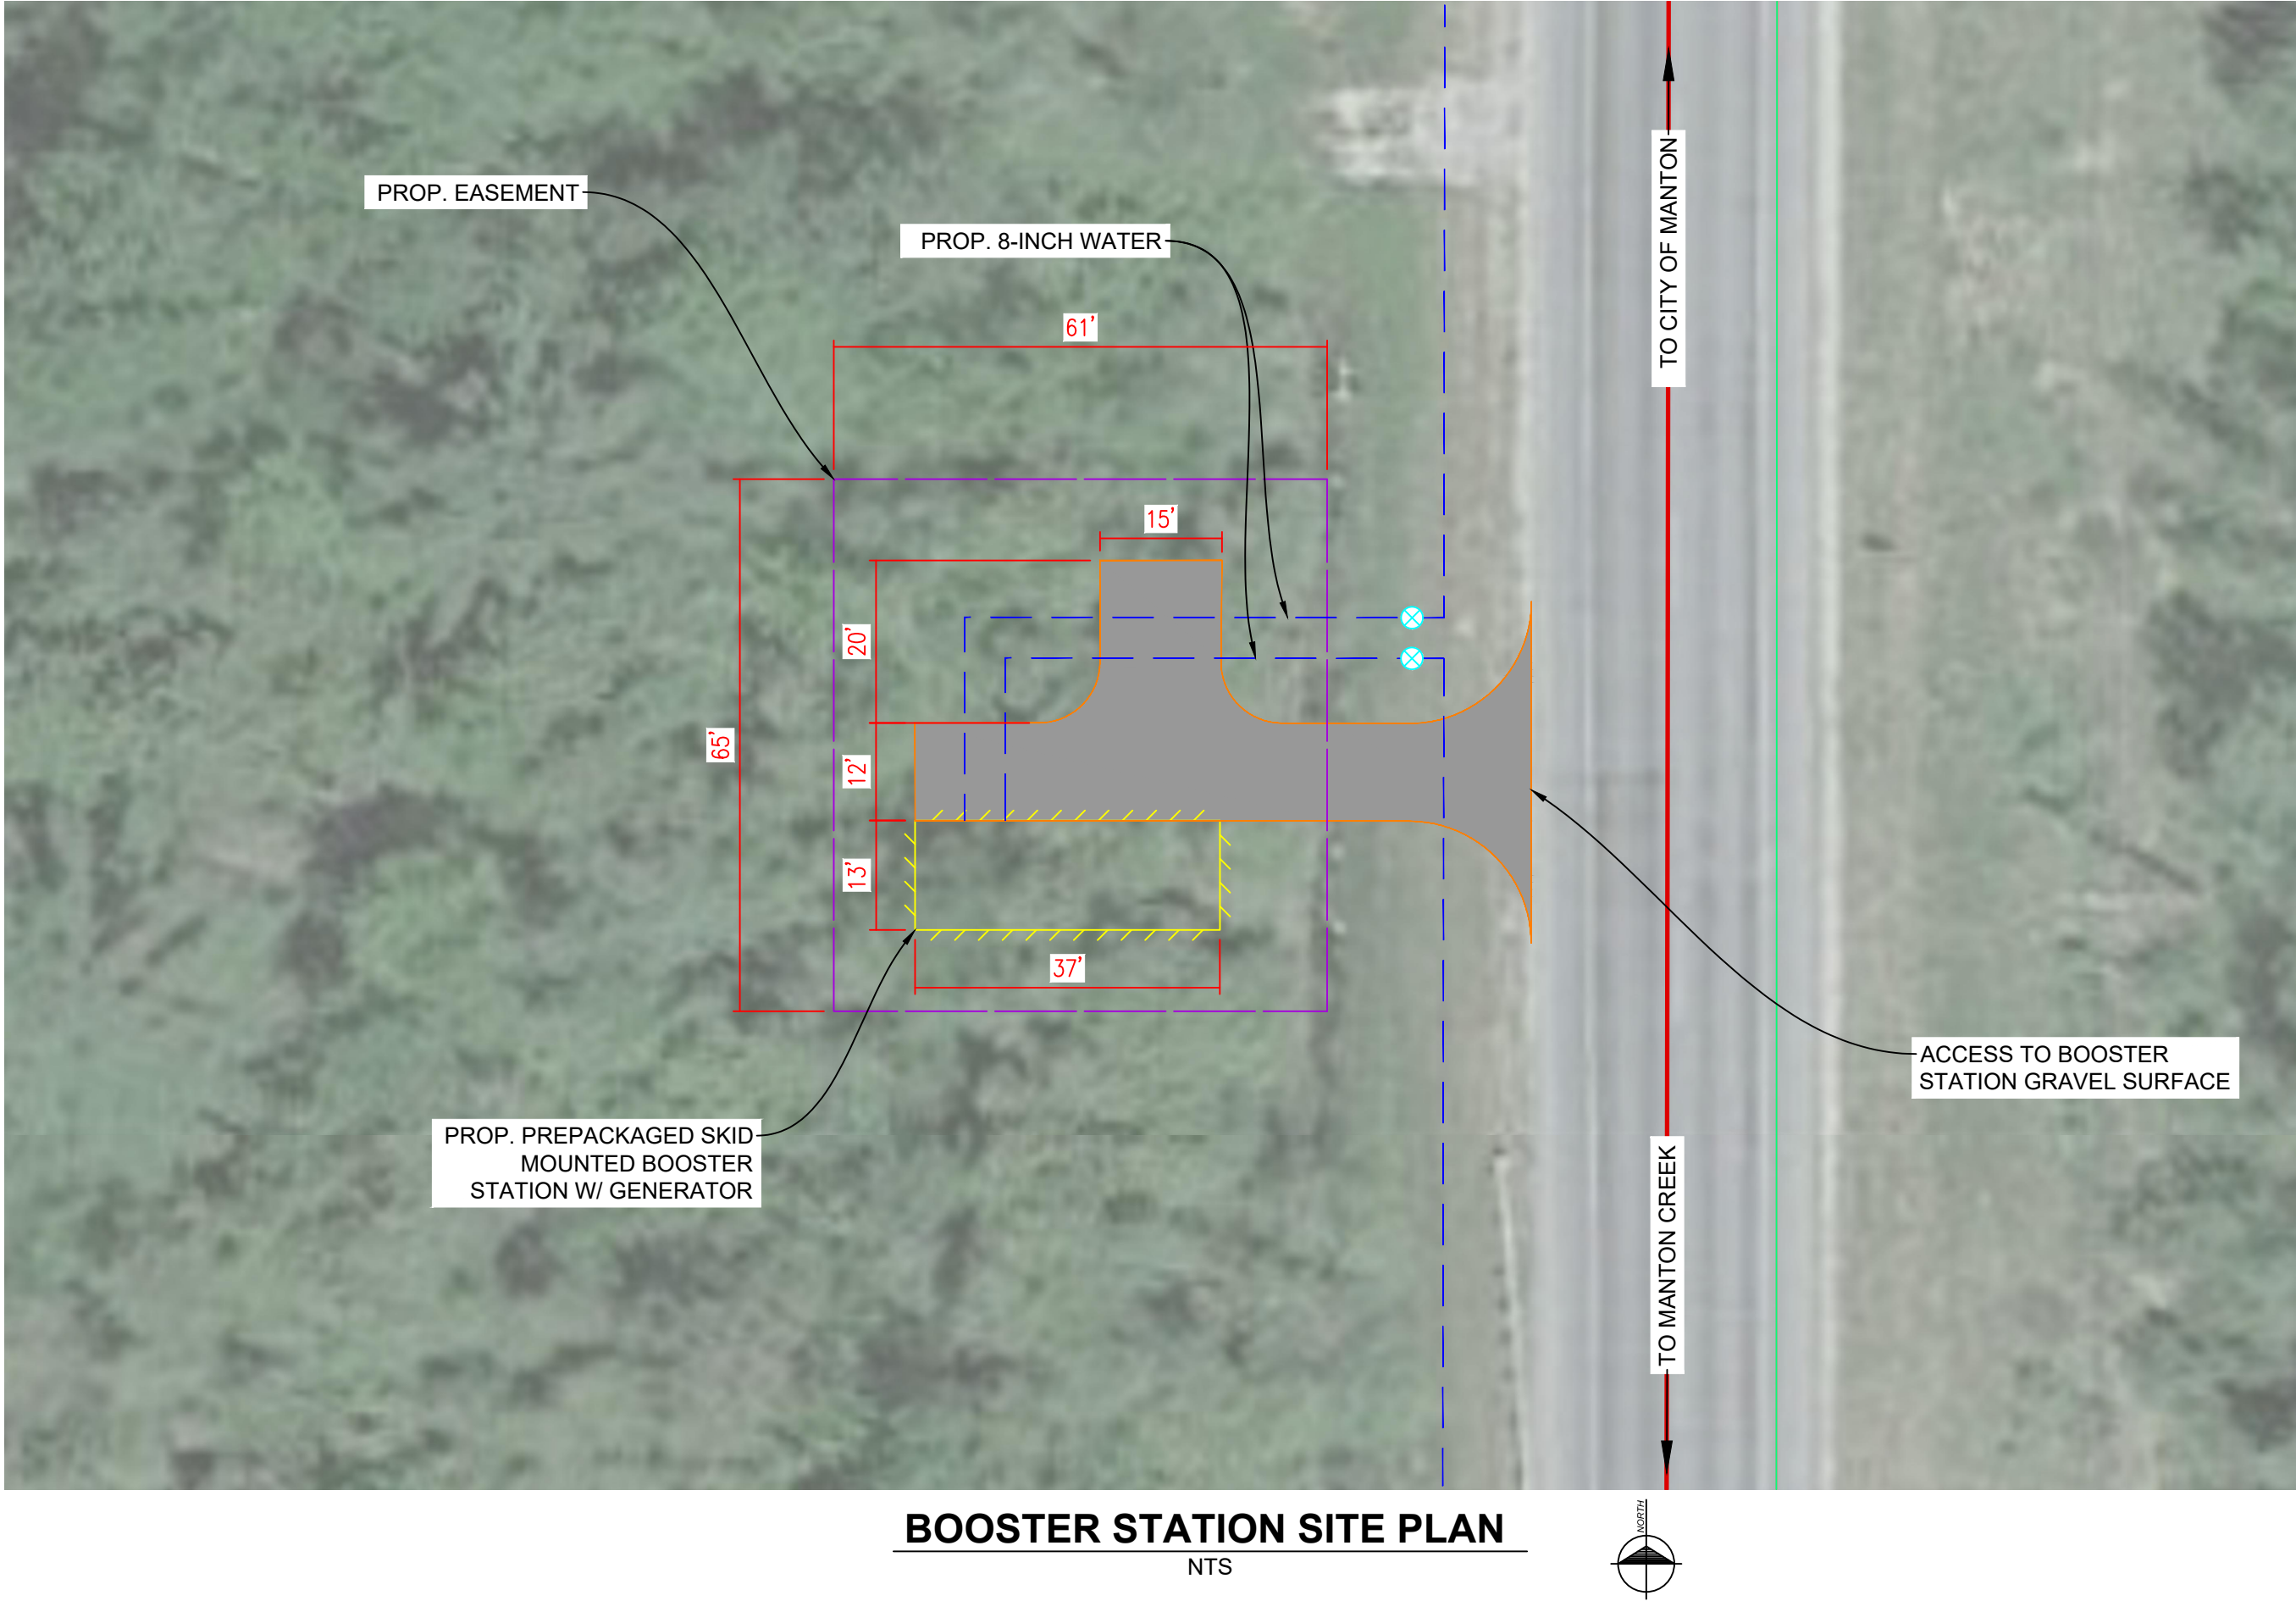 PROP. EASEMENT
PROP. 8-INCH WATER
TO CITY OF MANTON
61'
15'
20'
65'
12'
13'
37'
ACCESS TO BOOSTER
STATION GRAVEL SURFACE
PROP. PREPACKAGED SKID
MOUNTED BOOSTER
STATION W/ GENERATOR
TO MANTON CREEK
BOOSTER STATION SITE PLAN
NTS
NORTH